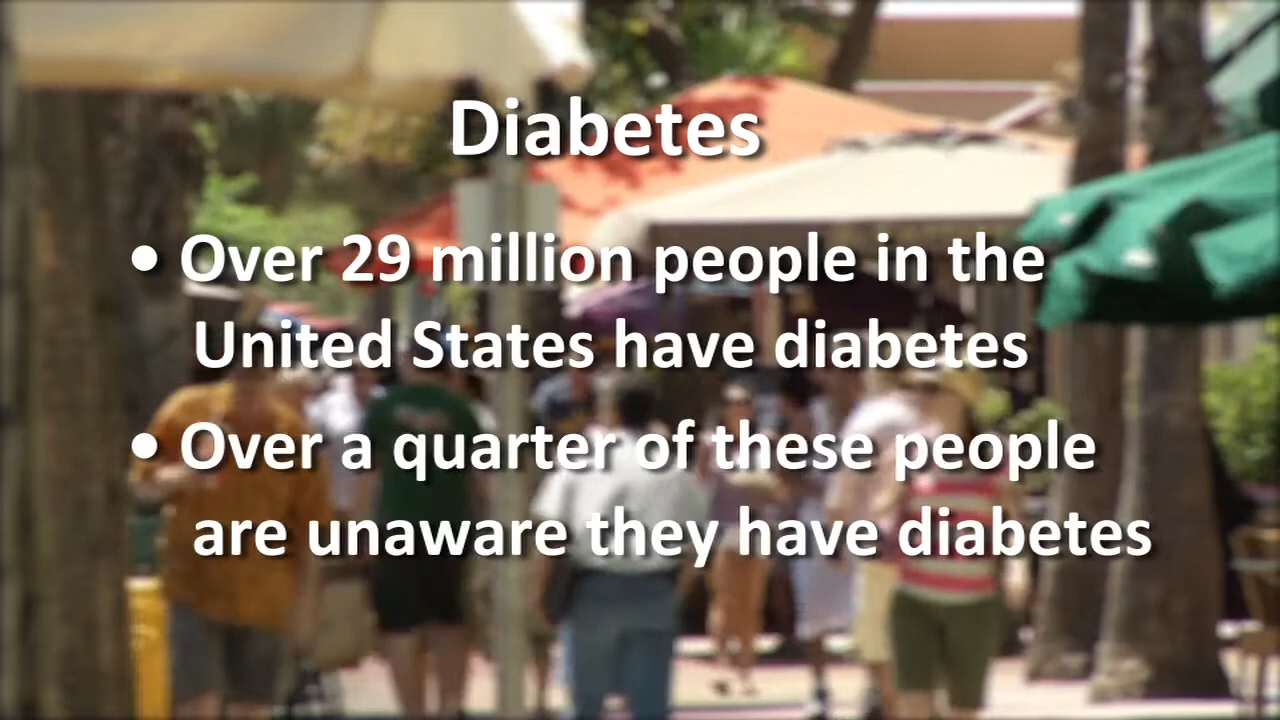 Diabetes
• Over 29 million people in the
United States have diabetes
• Over a quarter of these people
are unaware they have diabetes